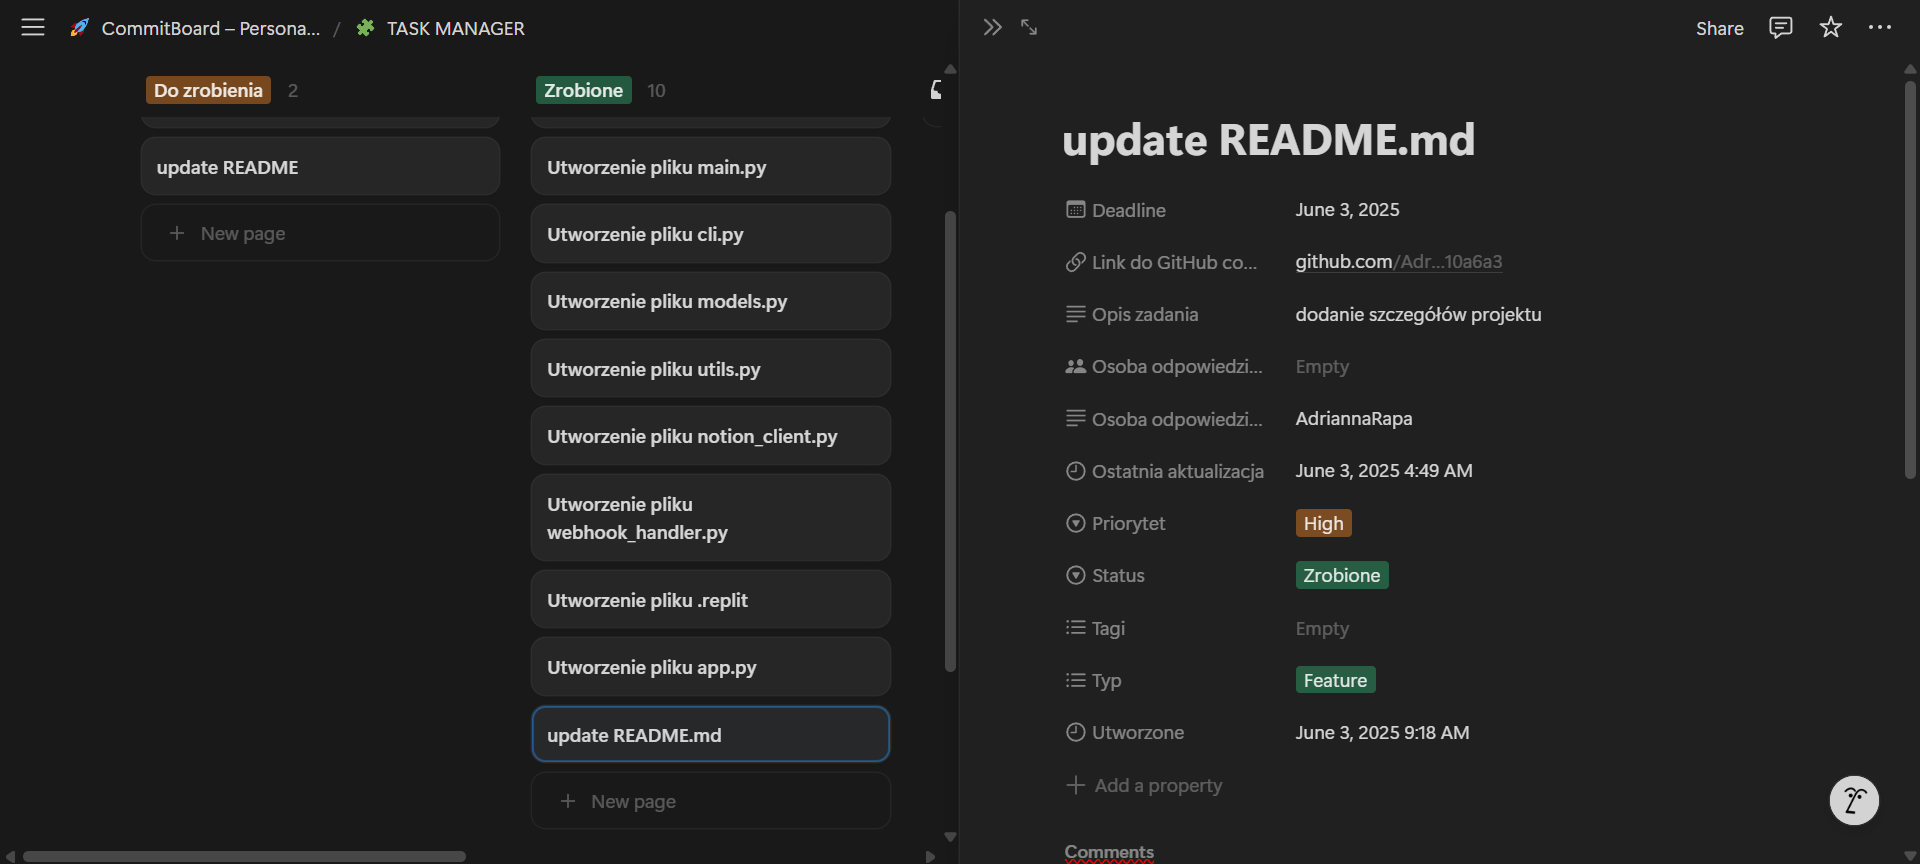 CommitBoard – Persona... / TASK MANAGER
Share
Do zrobienia 2
update README
+ New page
Zrobione 10
Utworzenie pliku main.py
Utworzenie pliku cli.py
Utworzenie pliku models.py
Utworzenie pliku utils.py
Utworzenie pliku notion_client.py
Utworzenie pliku
webhook_handler.py
Utworzenie pliku .replit
Utworzenie pliku app.py
update README.md
+ New page
update README.md
Deadline June 3, 2025
Link do GitHub co... github.com/Adr...10a6a3
Opis zadania dodanie szczegółów projektu
Osoba odpowiedzi... Empty
Osoba odpowiedzi... AdriannaRapa
Ostatnia aktualizacja June 3, 2025 4:49 AM
Priorytet High
Status Zrobione
Tagi Empty
Typ Feature
Utworzone June 3, 2025 9:18 AM
+ Add a property
Comments